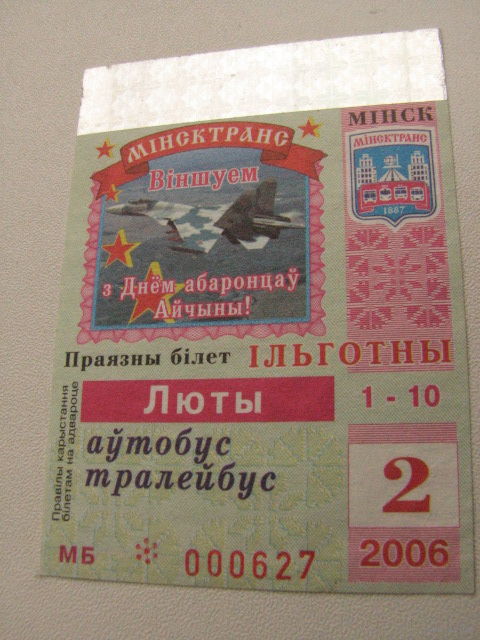 МІНСКТРАНС
МІНСК
МІНСКТРАНС
1887
Віншуем
з Днём абаронцаў
Айчыны!
Праязны білет ІЛЬГОТНЫ
Люты
1 - 10
аўтобус
тралейбус
2
Правілы карыстання
білетам на адвароце
МБ
000627
2006